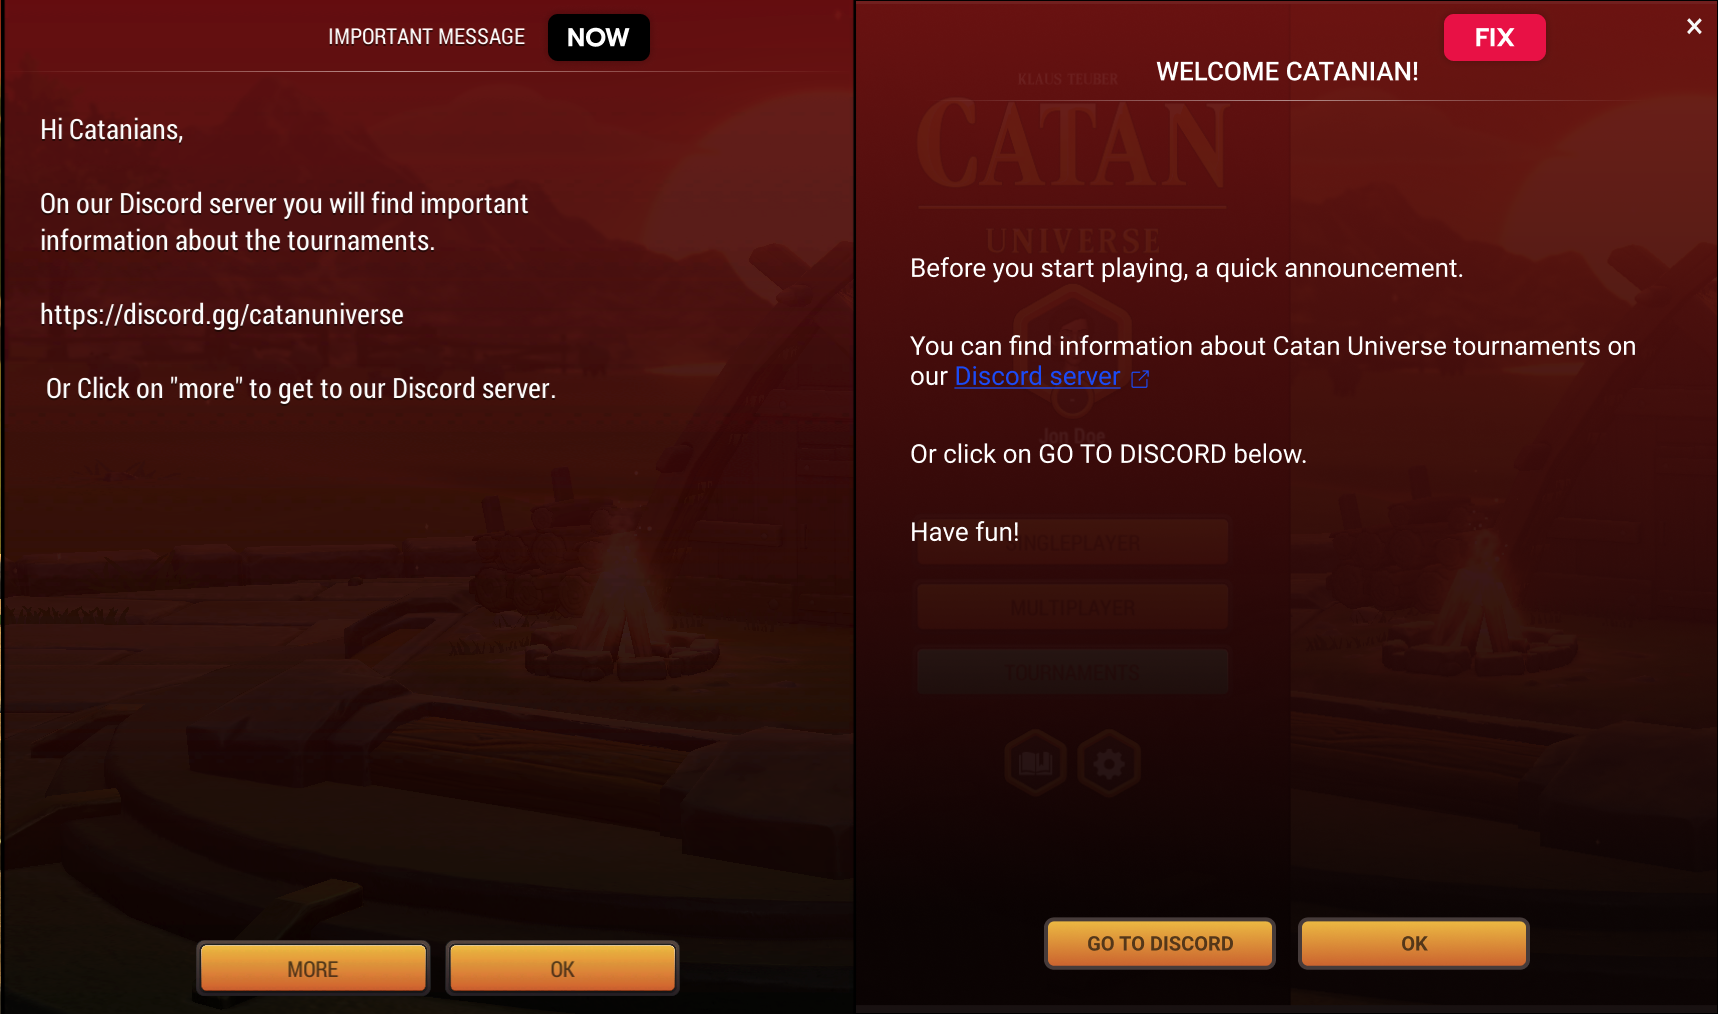 IMPORTANT MESSAGE
NOW
Hi Catanians,
On our Discord server you will find important
information about the tournaments.
https://discord.gg/catanuniverse
Or Click on "more" to get to our Discord server.
MORE
OK
FIX
WELCOME CATANIAN!
KLAUS TEUBER
CATAN
UNIVERSE
Before you start playing, a quick announcement.
You can find information about Catan Universe tournaments on
our Discord server
Jon Doe
Or click on GO TO DISCORD below.
Have fun!
SINGLEPLAYER
MULTIPLAYER
TOURNAMENTS
GO TO DISCORD
OK